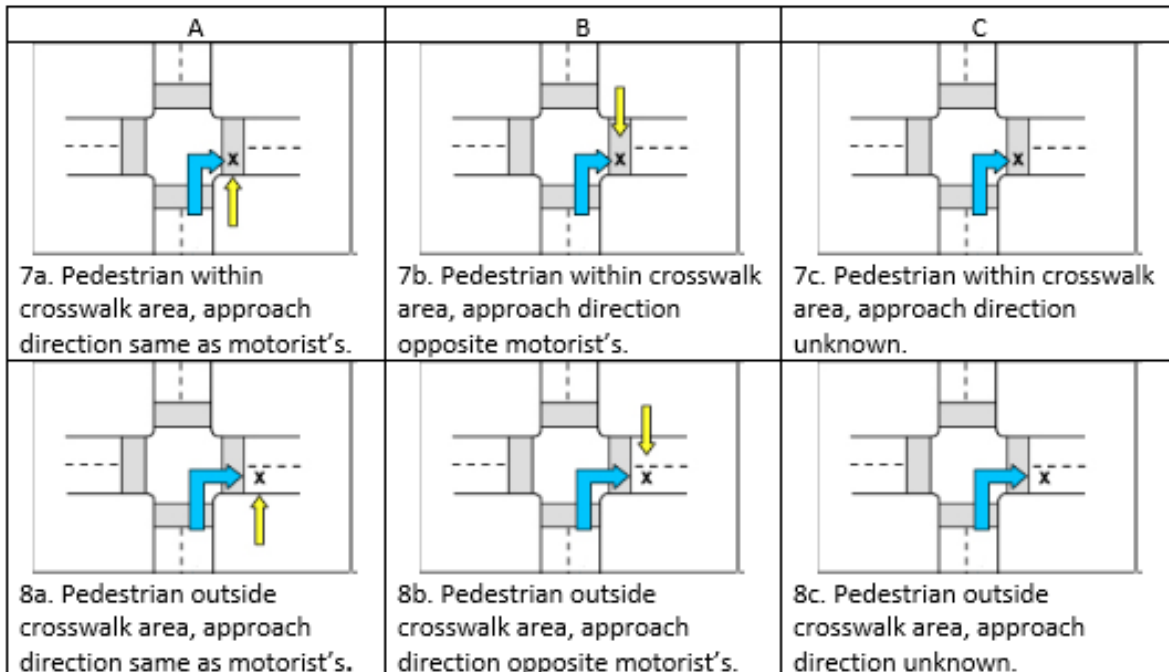 A
B
C
x
x
x
7a. Pedestrian within
crosswalk area, approach
direction same as motorist's.
7b. Pedestrian within crosswalk
area, approach direction
opposite motorist's.
7c. Pedestrian within crosswalk
area, approach direction
unknown.
x
x
x
8a. Pedestrian outside
crosswalk area, approach
direction same as motorist's.
8b. Pedestrian outside
crosswalk area, approach
direction opposite motorist's.
8c. Pedestrian outside
crosswalk area, approach
direction unknown.